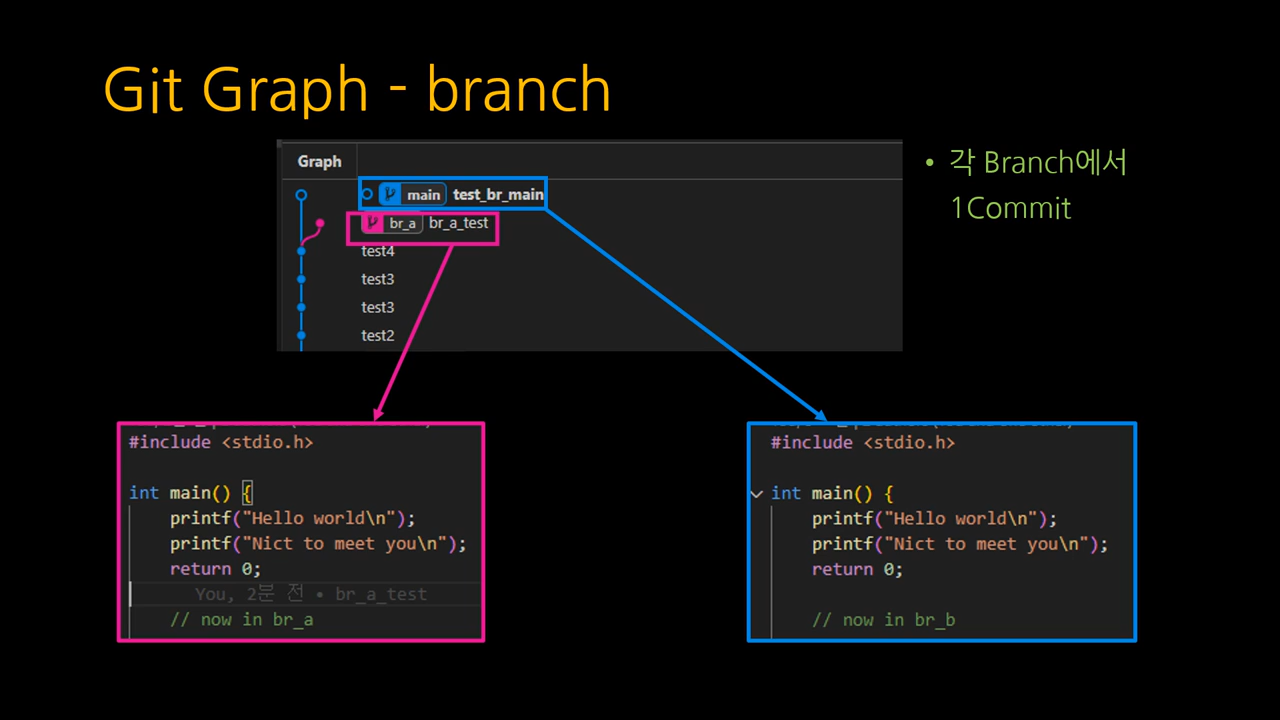 Git Graph - branch
Graph
main test_br_main
br_a br_a_test
test4
test3
test3
test2
• 각 Branch에서
1Commit
#include <stdio.h>
int main() {
printf("Hello world\n");
printf("Nict to meet you\n");
return 0;
You, 2분 전 • br_a_test
// now in br_a
#include <stdio.h>
int main() {
printf("Hello world\n");
printf("Nict to meet you\n");
return 0;
// now in br_b